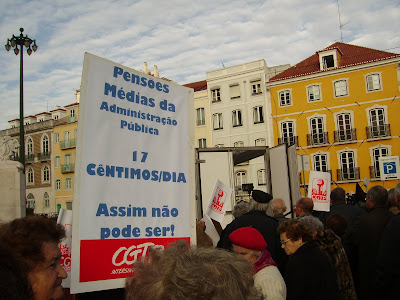 Pensões
Médias da
Administração
Pública
17
CÊNTIMOS/DIA
Assim não
pode ser!
CGTP
P